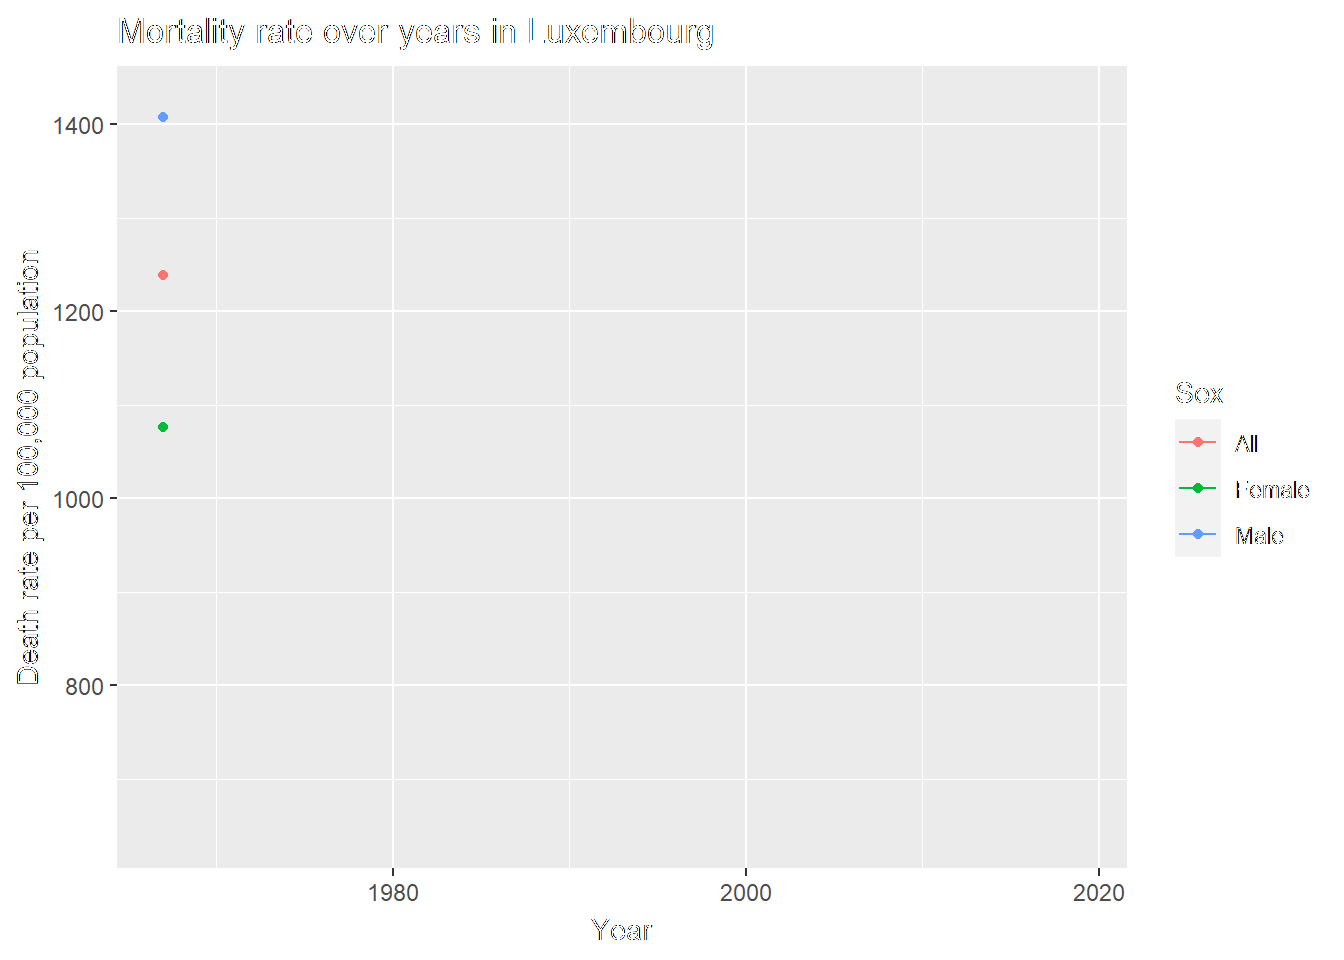 Mortality rate over years in Luxembourg
Death rate per 100,000 population
1400
1200
1000
800
1980
2000
2020
Year
Sex
All
Female
Male